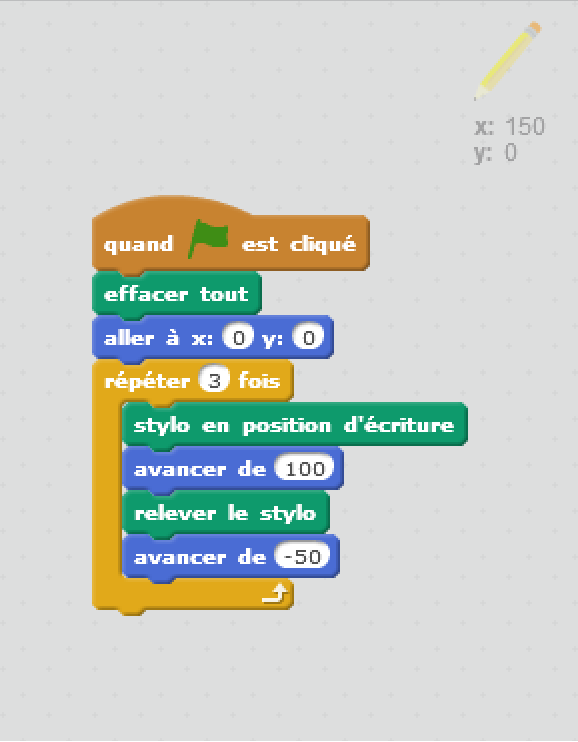 x: 150
y: 0
quand est cliqué
effacer tout
aller à x: 0 y: 0
répéter 3 fois
stylo en position d'écriture
avancer de 100
relever le stylo
avancer de -50